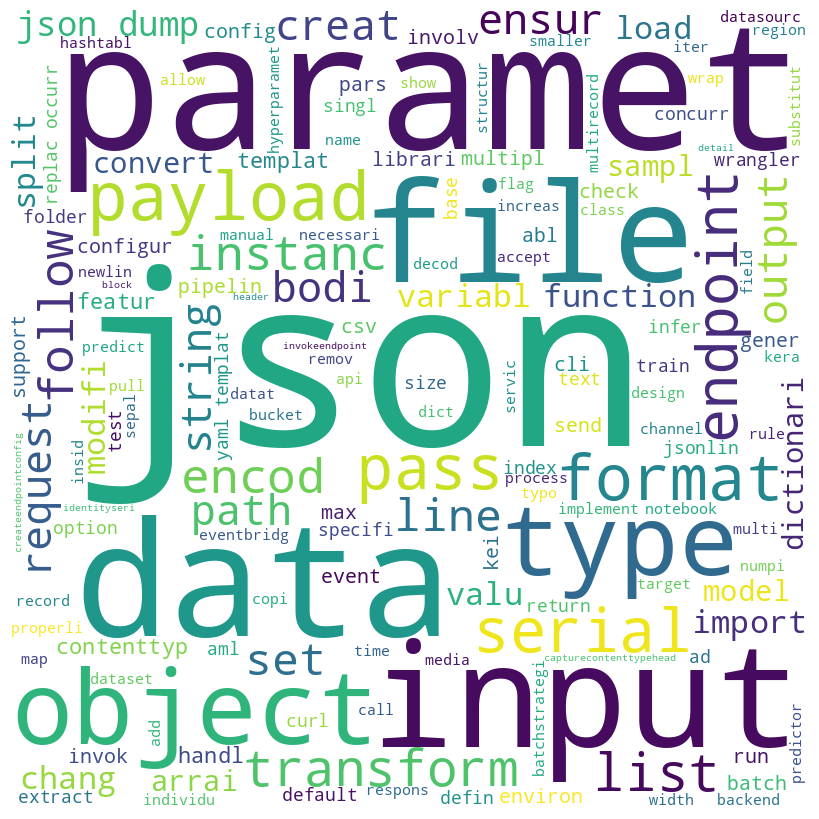 json dump
config
creat
ensur
load
datasourc
region
hashtabl
involv
smaller
iter
paramet
allow
hyperparamet
pars
show
structur
multirecord
wrap
substitut
split
replac occurr
singl
name
concurr
detail
convert
templat
librari
multipl
sampl
wrangler
payload
file
base
flag
check
class
increas
folder
manual
necessari
abl
accept
endpoint
output
field
follow
configur
instanc
bodi
decod
newlin
block
pipelin
header
variabl
function
featur
json
string
csv
invokeendpoint
infer
gener
support
predict
remov
cli
train
kera
yaml templat
datat
api
size
servic
text
pull
modifi
test
sepal
bucket
dict
design
send
channel
rule
request
insid
encod
pass
index
jsonlin
process
format
dictionari
createendpointconfig
identityseri
path
max
line
typo
implement
notebook
option
specifi
eventbridg
kei
type
multi
numpi
event
data
target
record
copi
valu
return
model
properli
serial
import
contenttyp
aml
set
time
map
media
capturecontenttypehead
ad
dataset
object
input
call
add
curl
batchstrategi
predictor
invok
handl
transform
list
run
chang
arrai
batch
extract
individu
default
respons
defin
environ
width
backend